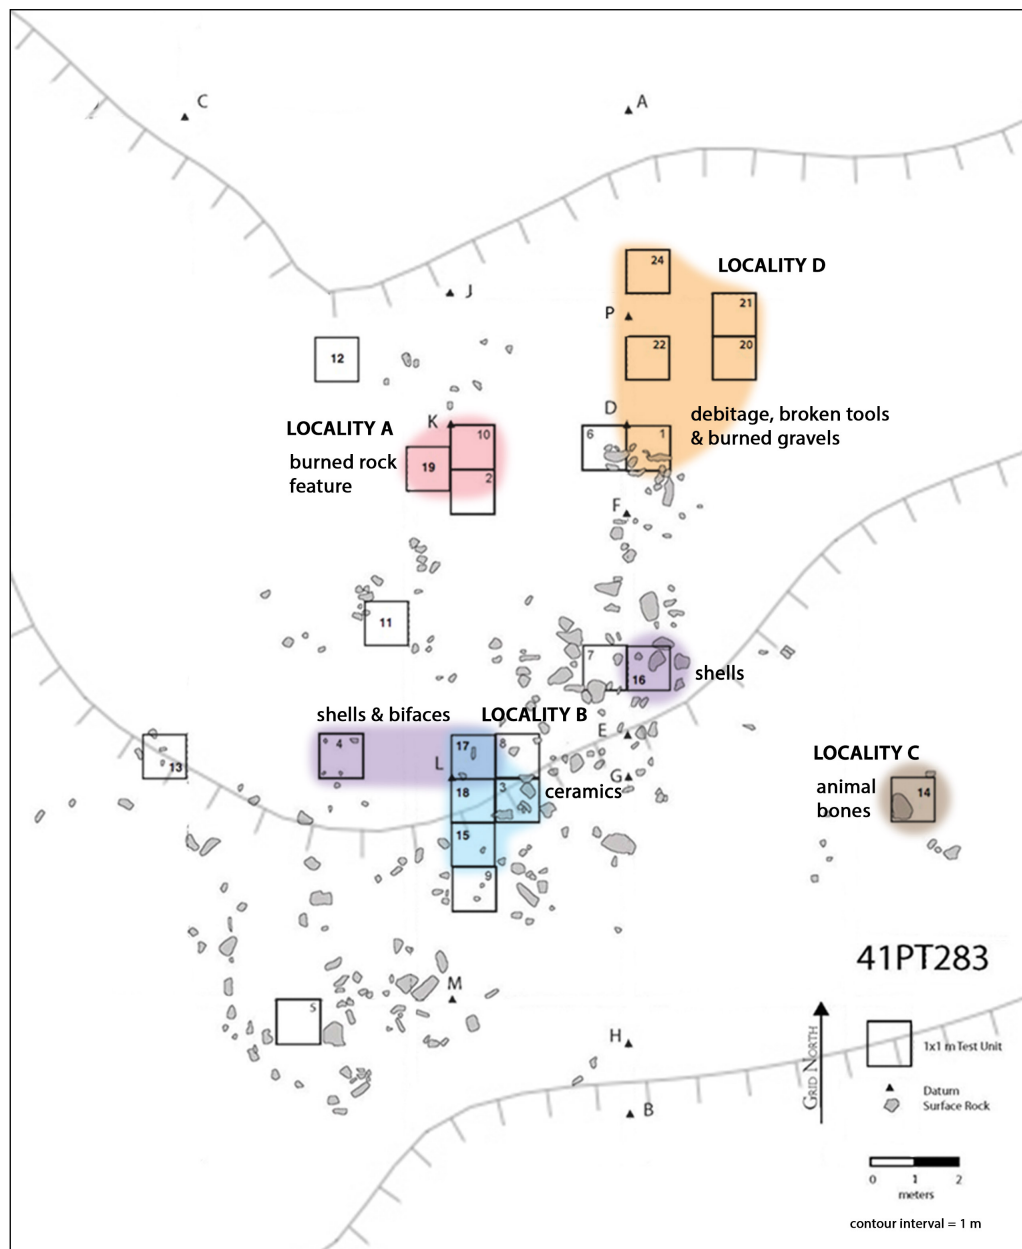 C
A
24
LOCALITY D
J
21
P
12
22
20
D
debitage, broken tools
& burned gravels
LOCALITY A
K
10
6
1
burned rock
feature
19
2
F
11
7
16
shells
shells & bifaces
LOCALITY B
4
17
8
E
13
L
LOCALITY C
G
18
3
ceramics
animal
bones
14
15
9
41PT283
M
5
GRID NORTH
H
1x1 m Test Unit
Datum
Surface Rock
B
0 1 2
meters
contour interval = 1 m